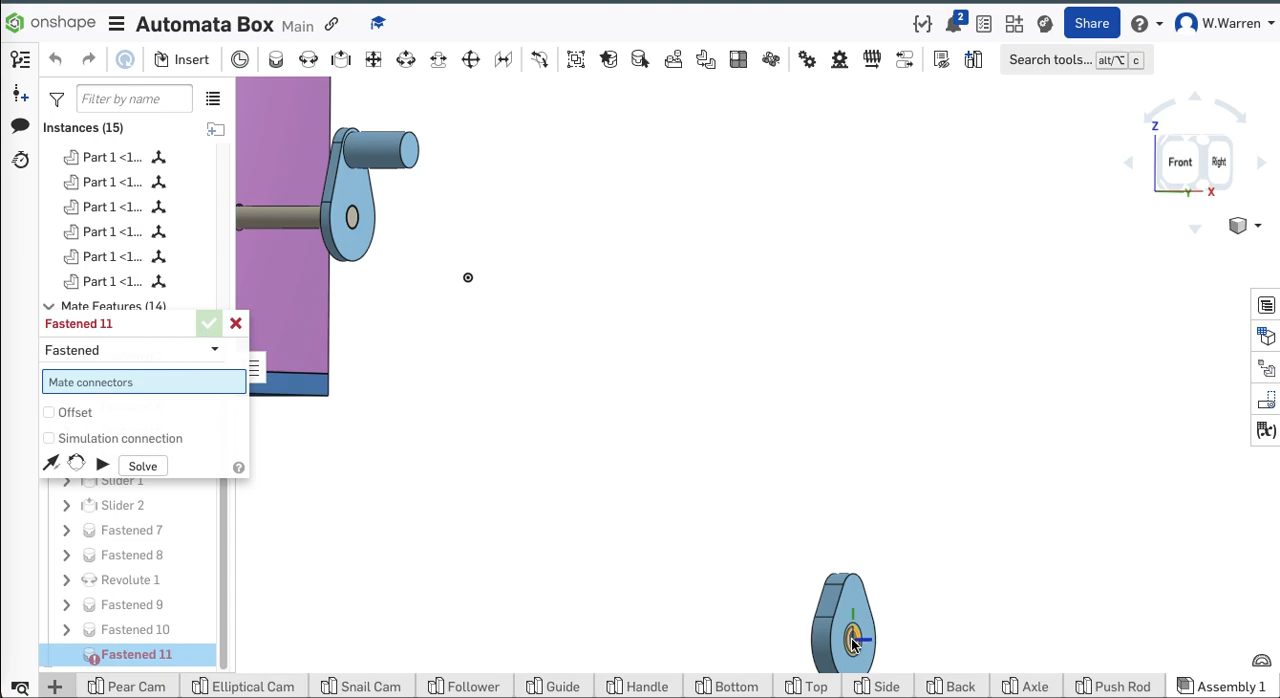 onshape Automata Box Main 2 Share W.Warren
Insert Search tools... alt/⌥ c
Filter by name
Instances (15)
Part 1 <1...
Part 1 <1...
Part 1 <1...
Part 1 <1...
Part 1 <1...
Part 1 <1...
Mate Features (14)
Fastened 11
Fastened
Mate connectors
Offset
Simulation connection
Solve
Slider 1
Slider 2
Fastened 7
Fastened 8
Revolute 1
Fastened 9
Fastened 10
Fastened 11
Z
Front Right
Y X
Pear Cam Elliptical Cam Snail Cam Follower Guide Handle Bottom Top Side Back Axle Push Rod Assembly 1